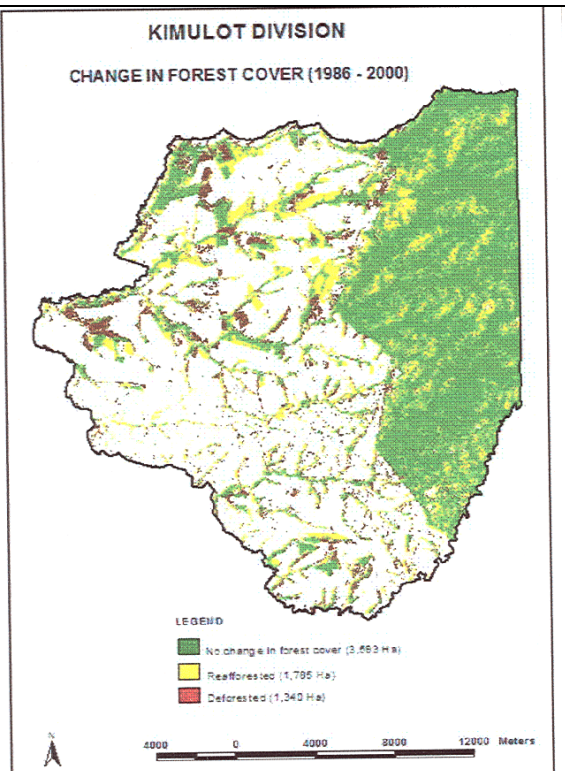 KIMULOT DIVISION
CHANGE IN FOREST COVER (1986 - 2000)
LEGEND
No change in forest cover (3,693 Ha)
Reafforested (1,785 Ha)
Deforested (1,340 Ha)
N
4000 0 4000 8000 12000 Meters